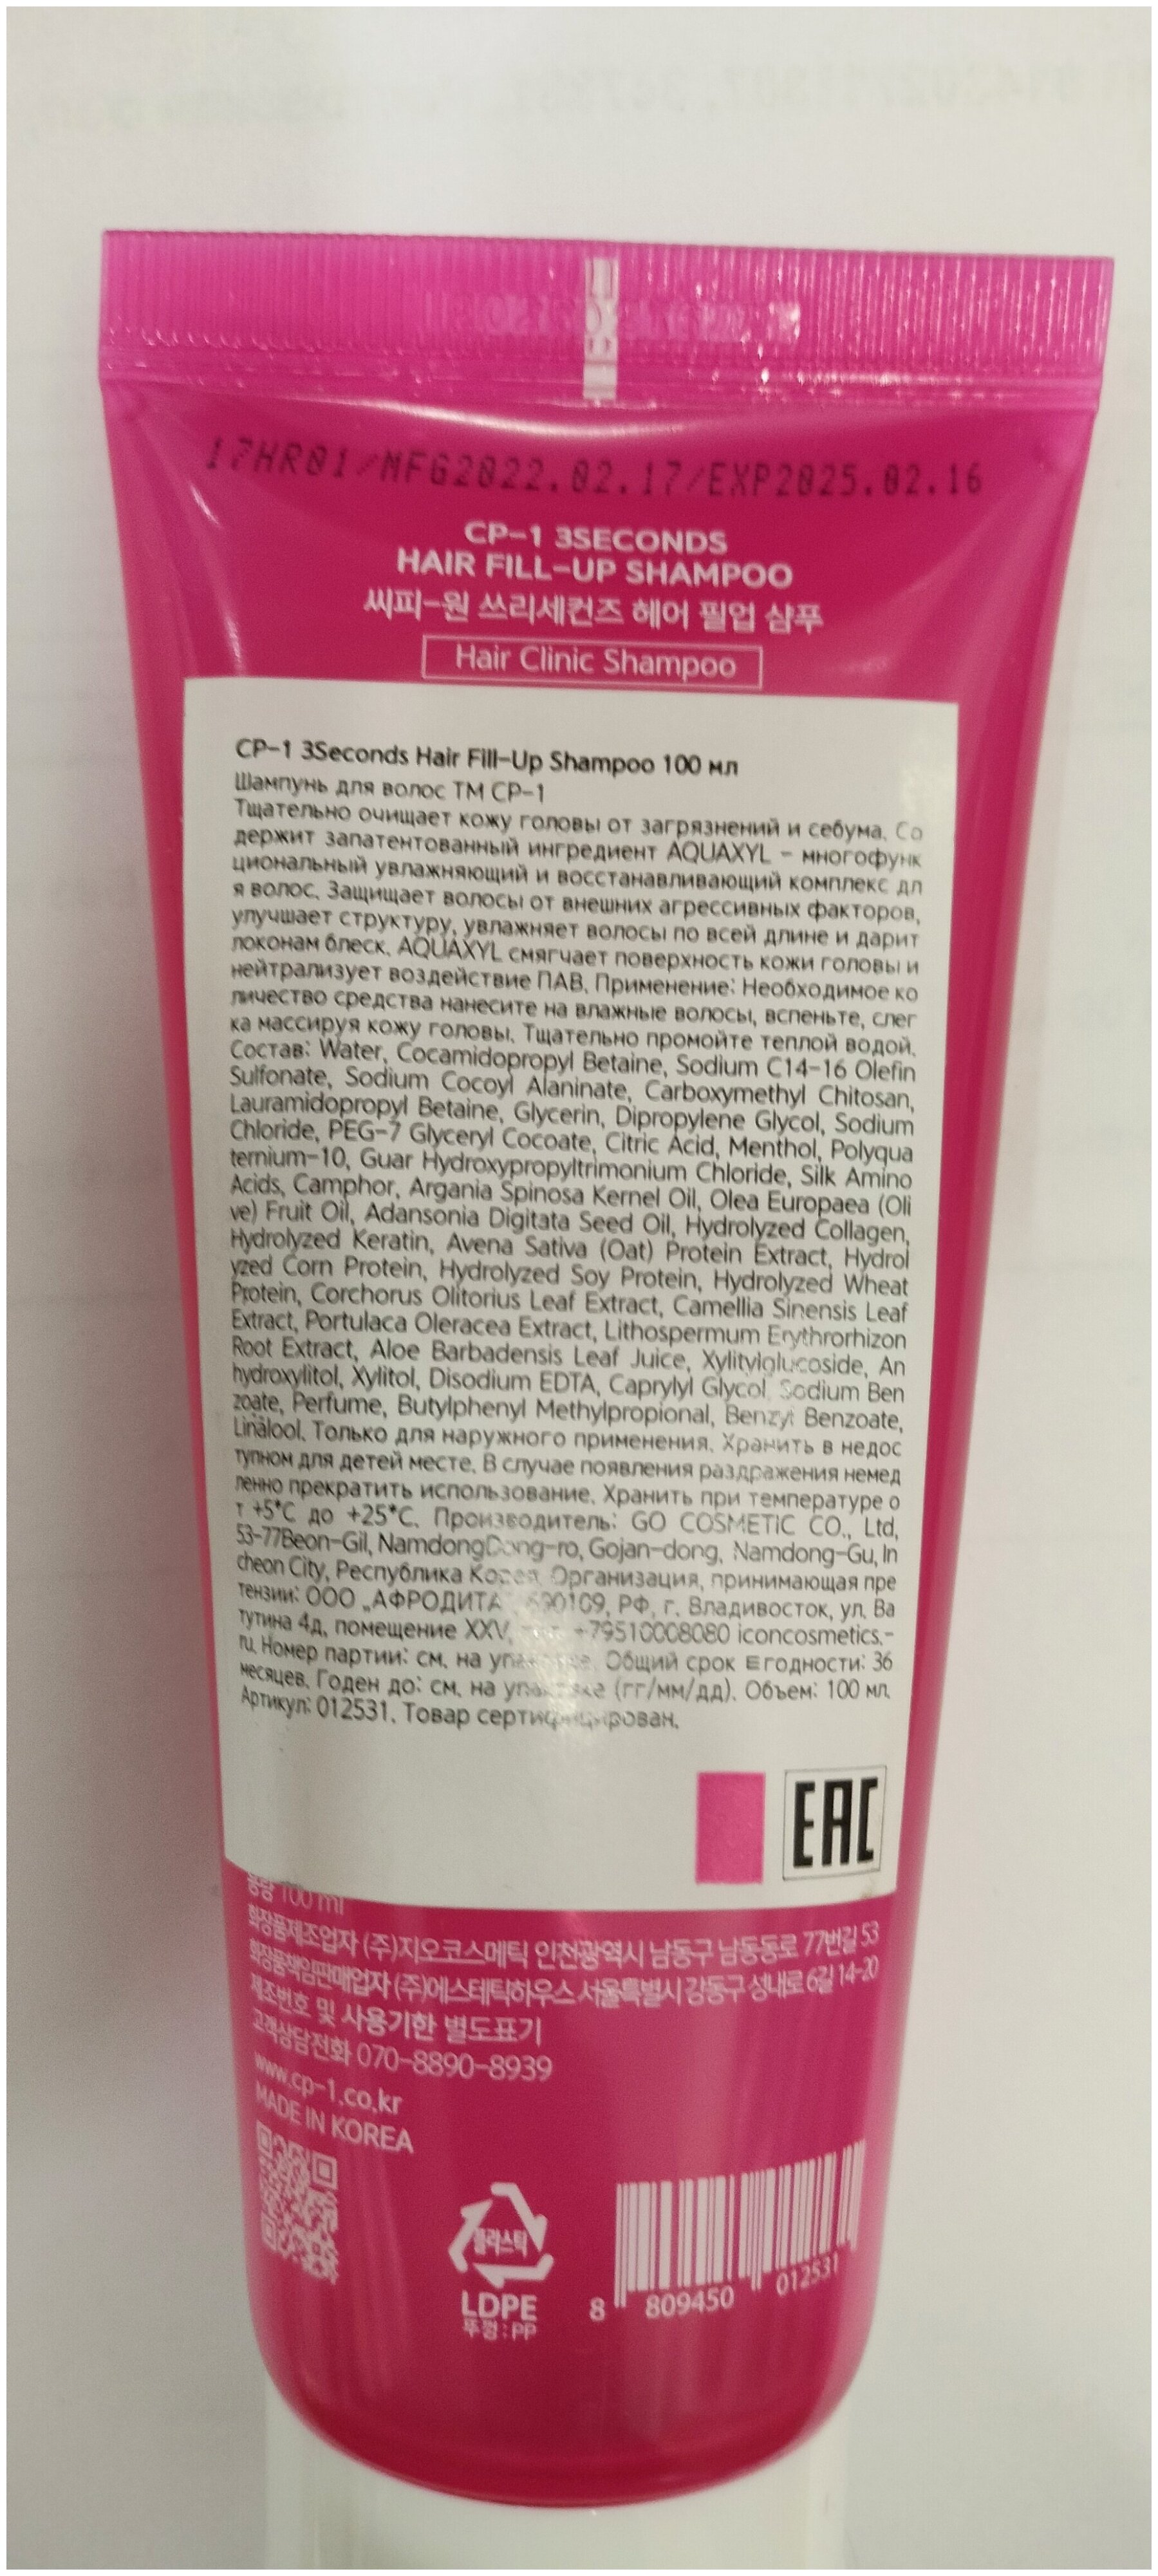 17HR01/MFG2022.02.17/EXP2025.02.16
CP-1 3SECONDS
HAIR FILL-UP SHAMPOO
씨피-원 쓰리세컨즈 헤어 필업 샴푸
Hair Clinic Shampoo
CP-1 3Seconds Hair Fill-Up Shampoo 100 мл
Шампунь для волос ТМ CP-1
Тщательно очищает кожу головы от загрязнений и себума. Со
держит запатентованный ингредиент AQUAXYL - многофунк
циональный увлажняющий и восстанавливающий комплекс дл
я волос. Защищает волосы от внешних агрессивных факторов,
улучшает структуру, увлажняет волосы по всей длине и дарит
локонам блеск. AQUAXYL смягчает поверхность кожи головы и
нейтрализует воздействие ПАВ. Применение: Необходимое ко
личество средства нанесите на влажные волосы, вспеньте, слег
ка массируя кожу головы. Тщательно промойте теплой водой.
Состав: Water, Cocamidopropyl Betaine, Sodium C14-16 Olefin
Sulfonate, Sodium Cocoyl Alaninate, Carboxymethyl Chitosan,
Lauramidopropyl Betaine, Glycerin, Dipropylene Glycol, Sodium
Chloride, PEG-7 Glyceryl Cocoate, Citric Acid, Menthol, Polyqua
ternium-10, Guar Hydroxypropyltrimonium Chloride, Silk Amino
Acids, Camphor, Argania Spinosa Kernel Oil, Olea Europaea (Oli
ve) Fruit Oil, Adansonia Digitata Seed Oil, Hydrolyzed Collagen,
Hydrolyzed Keratin, Avena Sativa (Oat) Protein Extract, Hydrol
yzed Corn Protein, Hydrolyzed Soy Protein, Hydrolyzed Wheat
Protein, Corchorus Olitorius Leaf Extract, Camellia Sinensis Leaf
Extract, Portulaca Oleracea Extract, Lithospermum Erythrorhizon
Root Extract, Aloe Barbadensis Leaf Juice, Xylitylglucoside, An
hydroxylitol, Xylitol, Disodium EDTA, Caprylyl Glycol, Sodium Ben
zoate, Perfume, Butylphenyl Methylpropional, Benzyl Benzoate,
Linalool. Только для наружного применения. Хранить в недос
тупном для детей месте. В случае появления раздражения немед
ленно прекратить использование. Хранить при температуре о
т +5°C до +25°C. Производитель: GO COSMETIC CO., Ltd,
53-77Beon-Gil, NamdongDong-ro, Gojan-dong, Namdong-Gu, In
cheon City, Республика Корея. Организация, принимающая пре
тензии: ООО „АФРОДИТА" 690109, РФ, г. Владивосток, ул. Ва
тутина 4д, помещение XXV, +79510008080 iconcosmetics.-
ru. Номер партии: см. на упаковке. Общий срок годности: 36
месяцев. Годен до: см. на упаковке (гг/мм/дд). Объем: 100 мл.
Артикул: 012531. Товар сертифицирован.
EAC
용량 100 ml
화장품제조업자 (주)지오코스메틱 인천광역시 남동구 남동동로 77번길 53
화장품책임판매업자 (주)에스테틱하우스 서울특별시 강동구 성내로 6길 14-20
제조번호 및 사용기한 별도표기
고객상담전화 070-8890-8939
www.cp-1.co.kr
MADE IN KOREA
플라스틱
LDPE
뚜껑:PP
8 809450 012531